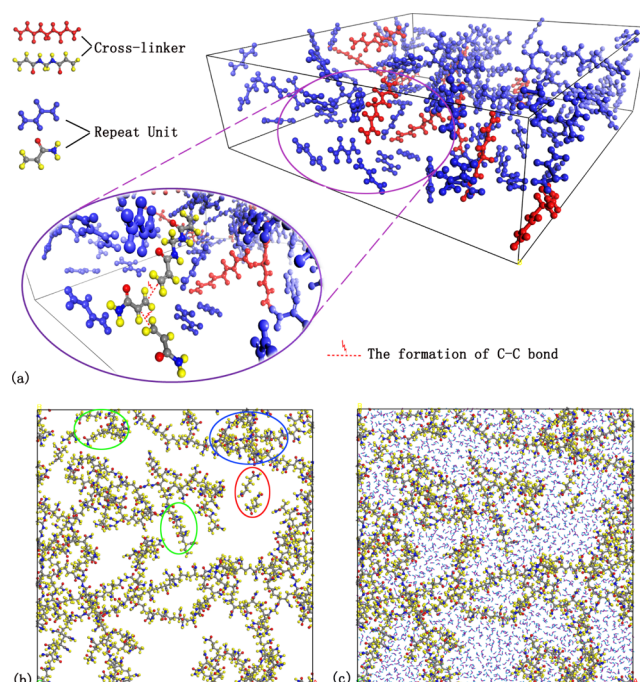 Cross-linker
Repeat Unit
The formation of C-C bond
(a)
(b)
(c)